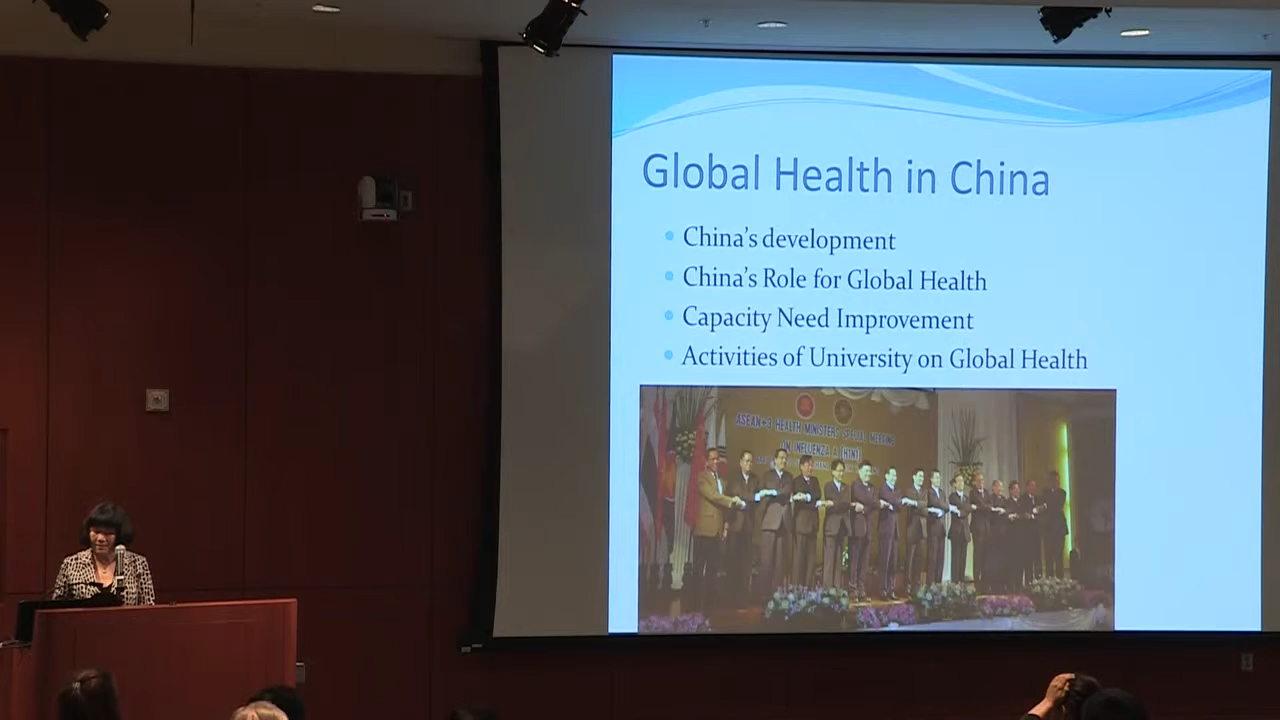 Global Health in China
China's development
China's Role for Global Health
Capacity Need Improvement
Activities of University on Global Health
ASEAN+3 HEALTH MINISTERS SPECIAL MEETING
ON INFLUENZA A (H1N1)